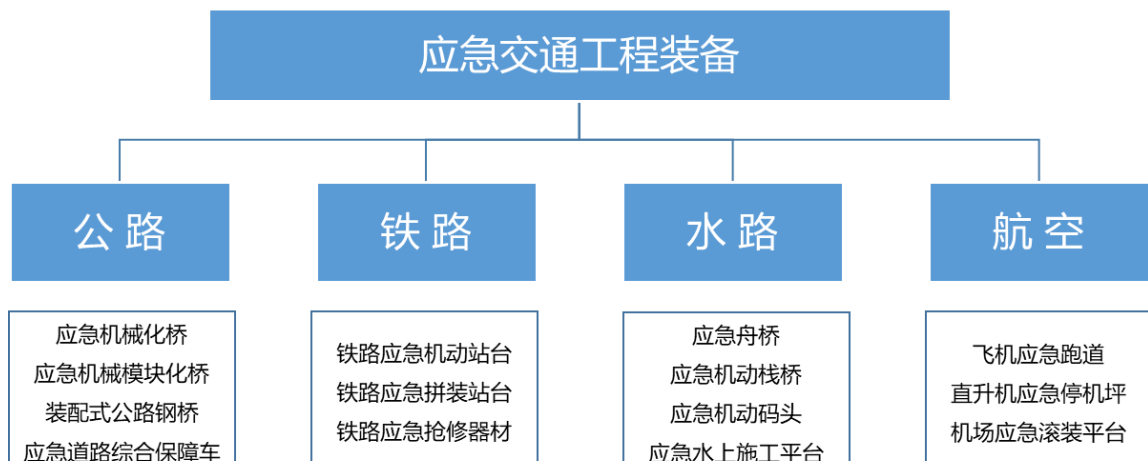 应急交通工程装备
公路
铁路
水路
航空
应急机械化桥
应急机械模块化桥
装配式公路钢桥
应急道路综合保障车
铁路应急机动站台
铁路应急拼装站台
铁路应急抢修器材
应急舟桥
应急机动栈桥
应急机动码头
应急水上施工平台
飞机应急跑道
直升机应急停机坪
机场应急滚装平台